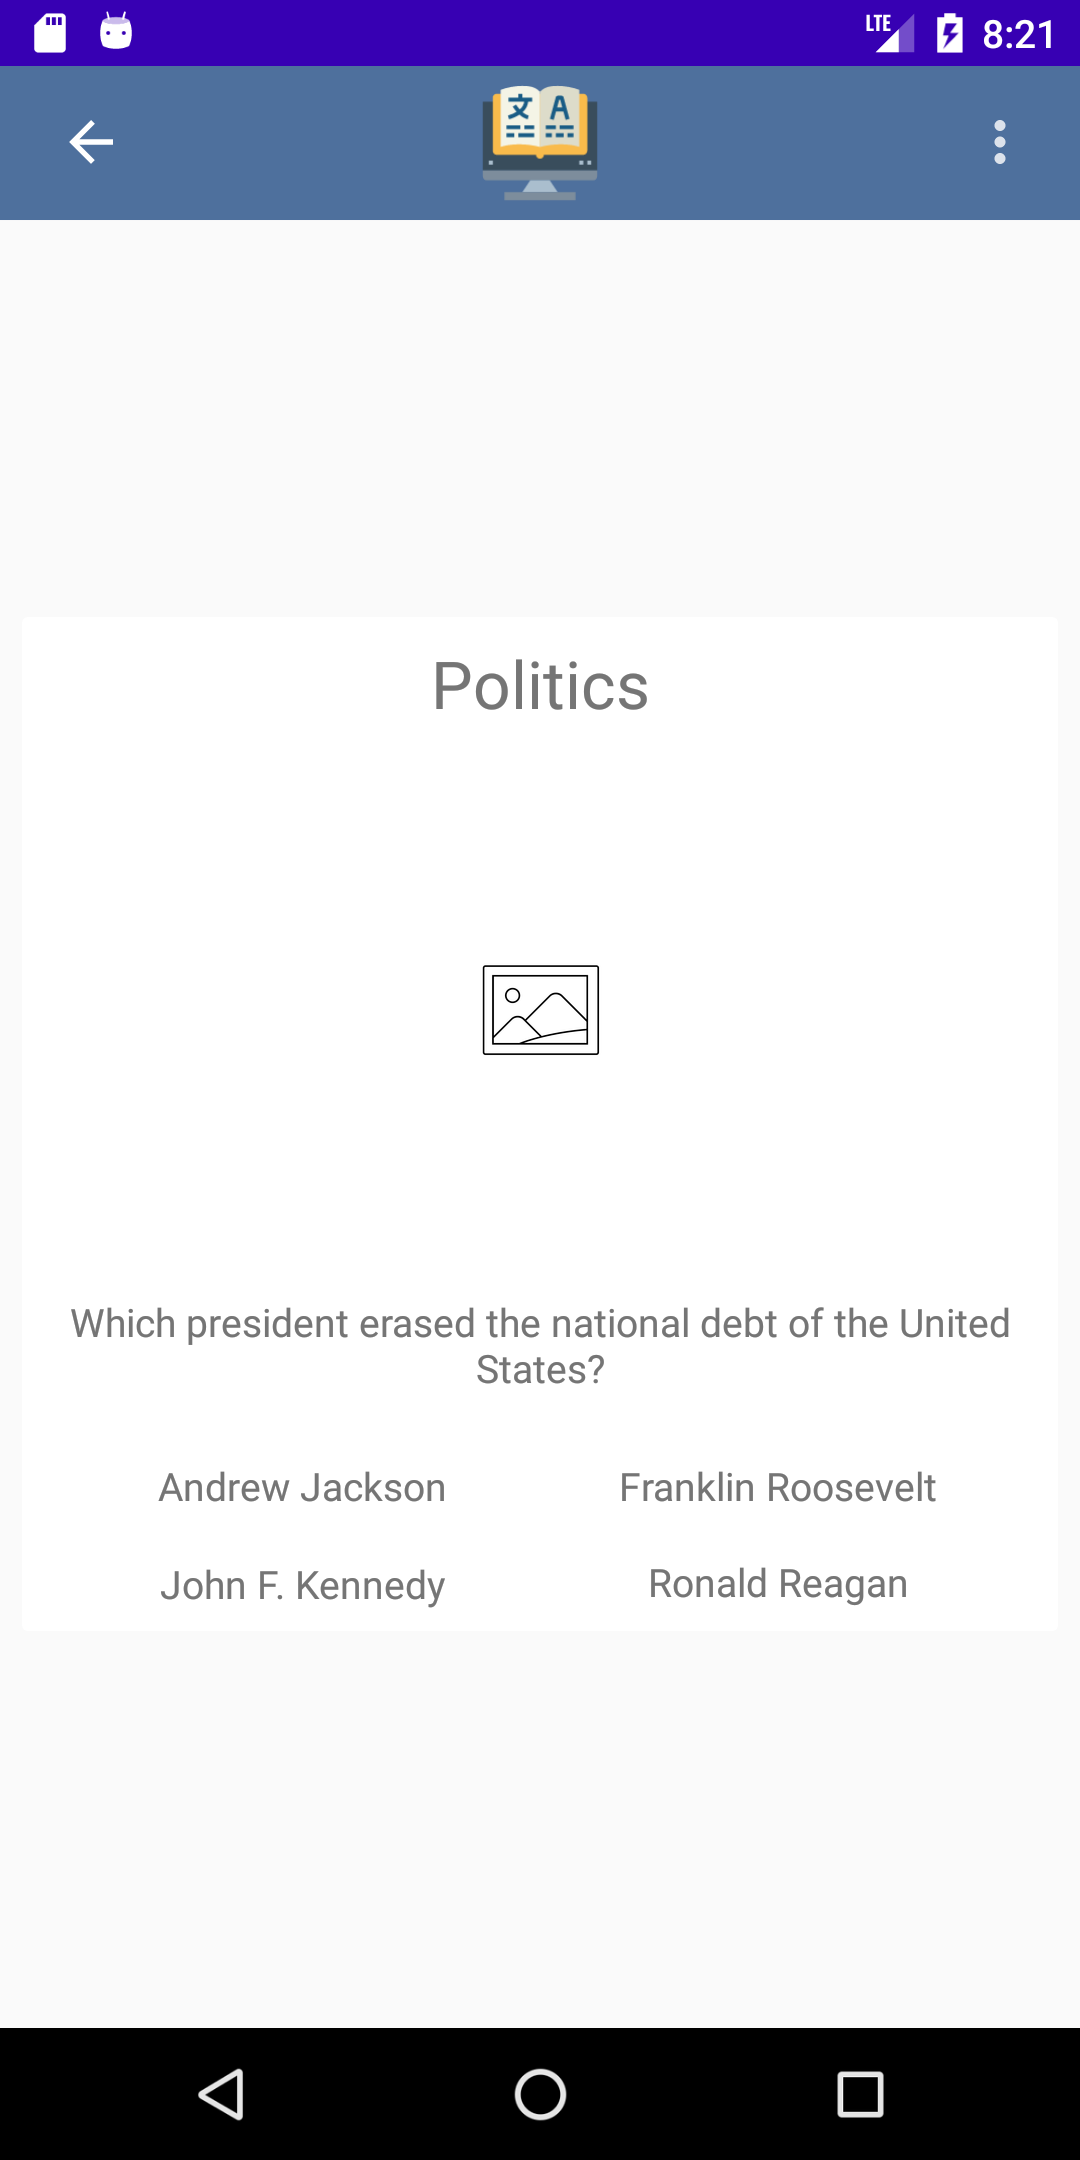 LTE 8:21
文 A
Politics
Which president erased the national debt of the United
States?
Andrew Jackson Franklin Roosevelt
John F. Kennedy Ronald Reagan